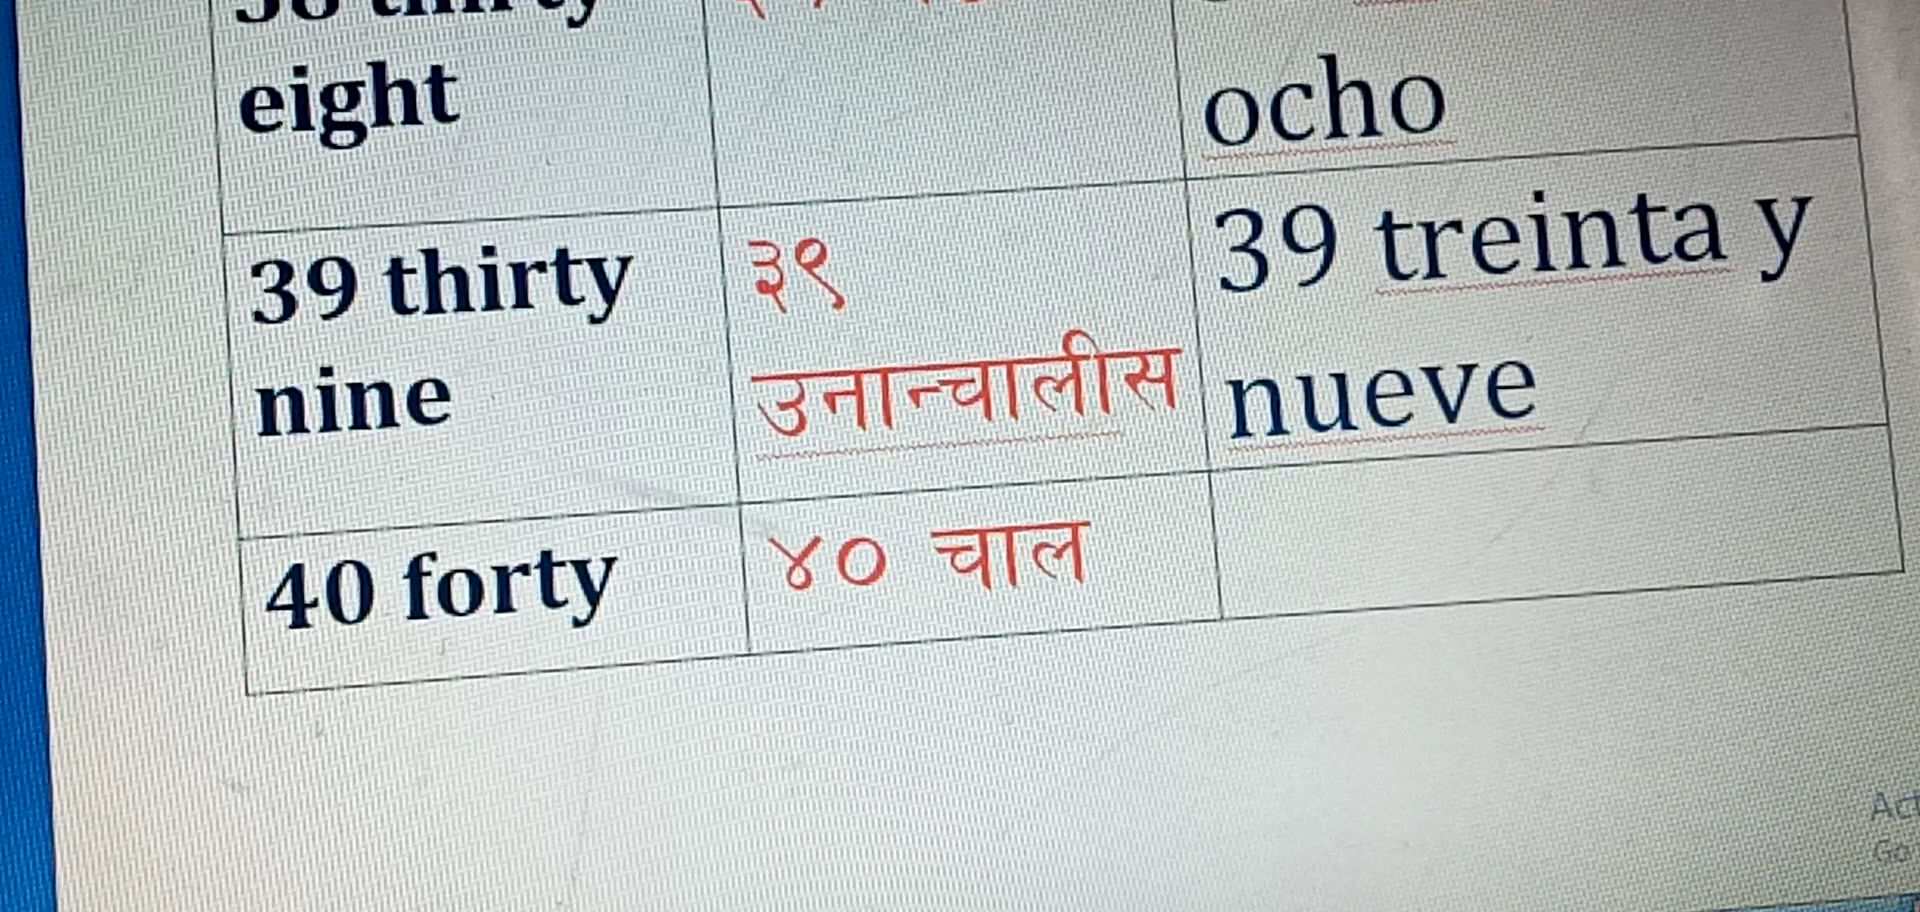 eight
ocho
39 thirty
nine
३९
उनान्चालीस
39 treinta y
nueve
40 forty
४० चाल